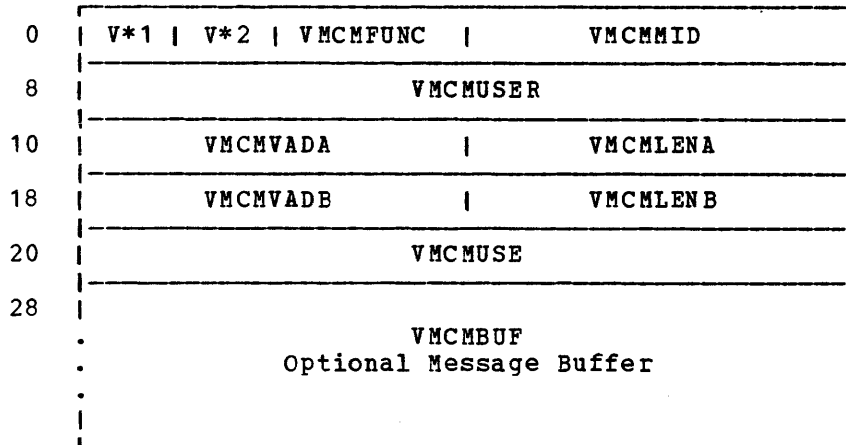 0 | V*1 | V*2 | VMCMFUNC | VMCMMID
8 | VMCMUSER
10 | VMCMVADA | VMCMLENA
18 | VMCMVADB | VMCMLENB
20 | VMCMUSE
28
VMCMBUF
Optional Message Buffer